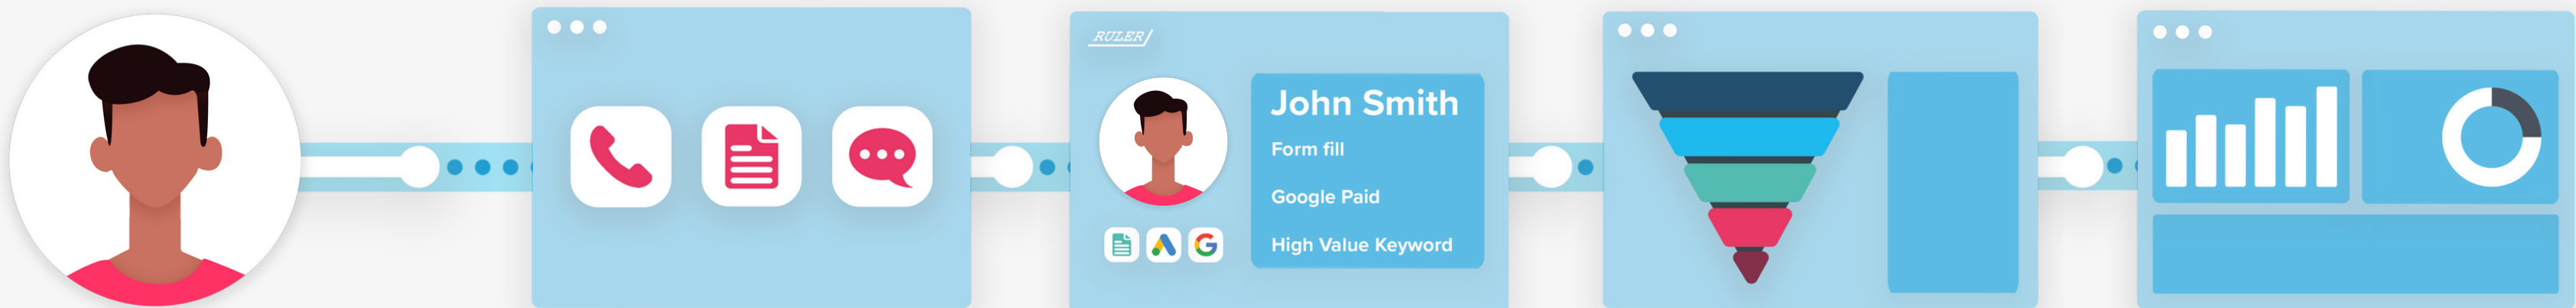 RULER
John Smith
Form fill
Google Paid
High Value Keyword